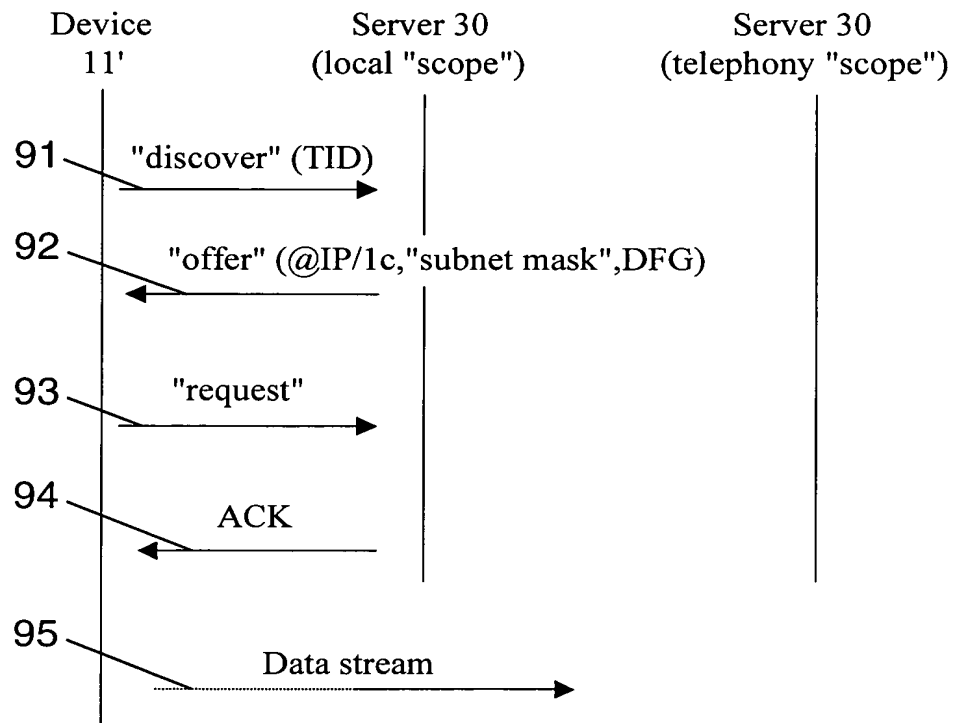 Device
11'
Server 30
(local "scope")
Server 30
(telephony "scope")
91
"discover" (TID)
92
"offer" (@IP/1c,"subnet mask",DFG)
93
"request"
94
ACK
95
Data stream